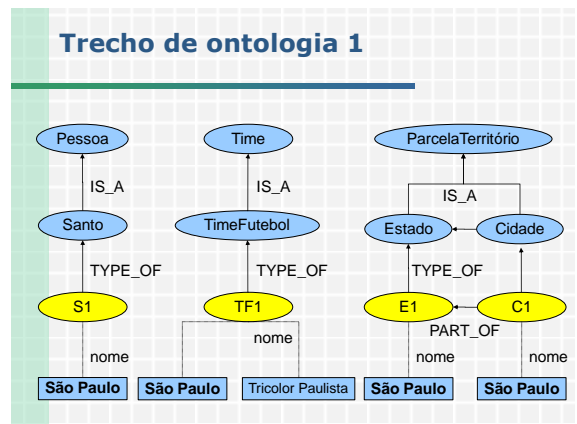 Trecho de ontologia 1
Pessoa Time ParcelaTerritório
IS_A IS_A IS_A
Santo TimeFutebol Estado Cidade
TYPE_OF TYPE_OF TYPE_OF
S1 TF1 E1 C1
PART_OF
nome nome nome nome
São Paulo São Paulo Tricolor Paulista São Paulo São Paulo